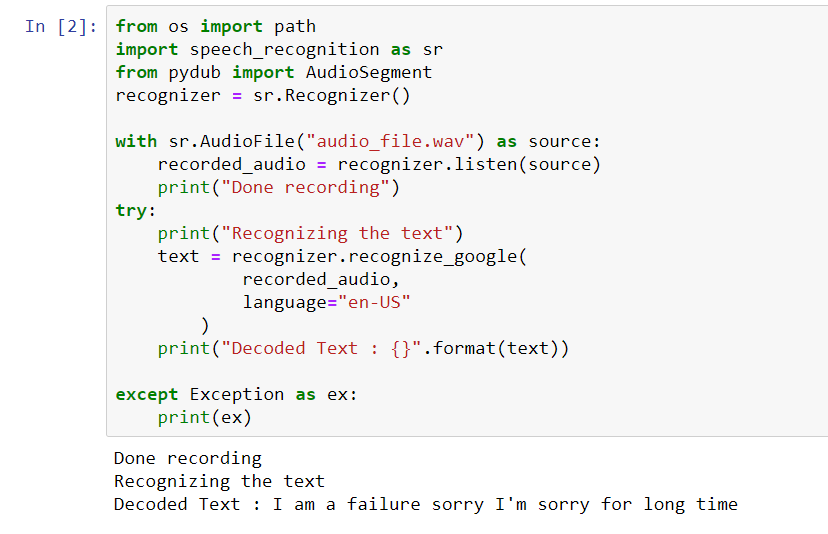 In [2]: from os import path
import speech_recognition as sr
from pydub import AudioSegment
recognizer = sr.Recognizer()

with sr.AudioFile("audio_file.wav") as source:
    recorded_audio = recognizer.listen(source)
    print("Done recording")
try:
    print("Recognizing the text")
    text = recognizer.recognize_google(
            recorded_audio,
            language="en-US"
        )
    print("Decoded Text : {}".format(text))

except Exception as ex:
    print(ex)
Done recording
Recognizing the text
Decoded Text : I am a failure sorry I'm sorry for long time